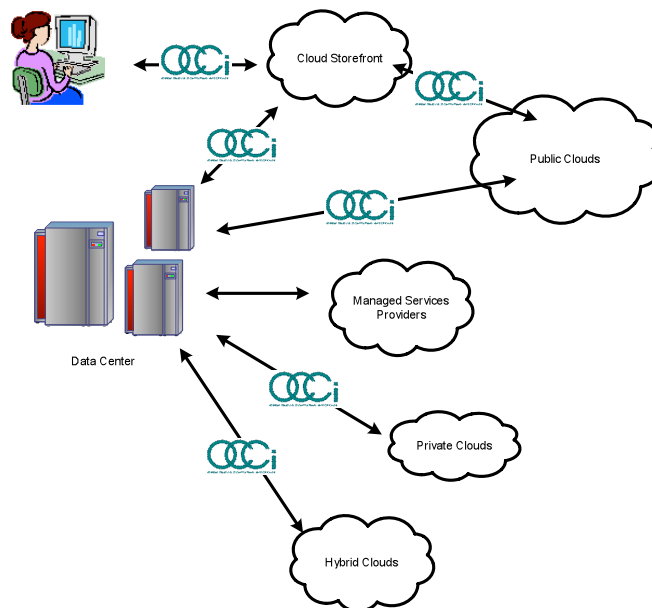 OCCi
Cloud Storefront
OCCi
OCCi
Public Clouds
OCCi
Managed Services
Providers
Data Center
OCCi
Private Clouds
OCCi
Hybrid Clouds